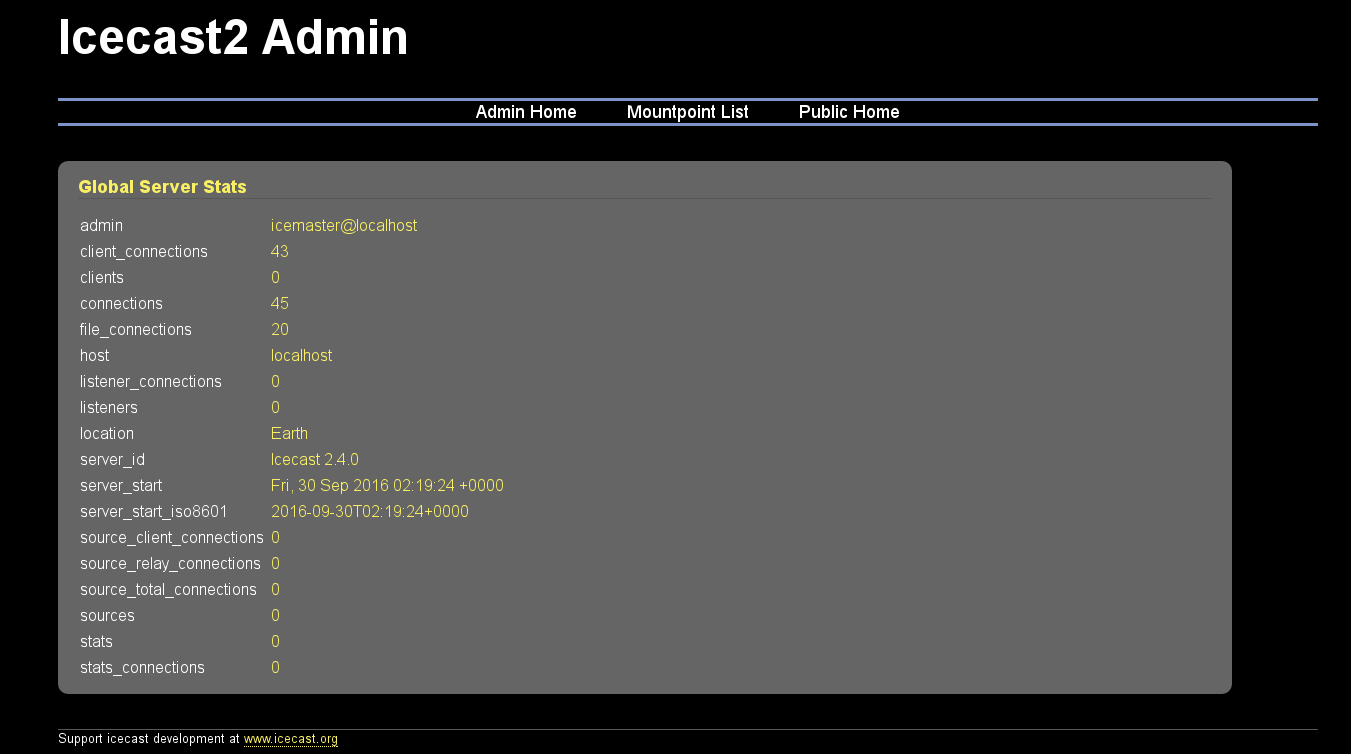 Icecast2 Admin
Admin Home Mountpoint List Public Home
Global Server Stats
admin icemaster@localhost
client_connections 43
clients 0
connections 45
file_connections 20
host localhost
listener_connections 0
listeners 0
location Earth
server_id Icecast 2.4.0
server_start Fri, 30 Sep 2016 02:19:24 +0000
server_start_iso8601 2016-09-30T02:19:24+0000
source_client_connections 0
source_relay_connections 0
source_total_connections 0
sources 0
stats 0
stats_connections 0
Support icecast development at www.icecast.org